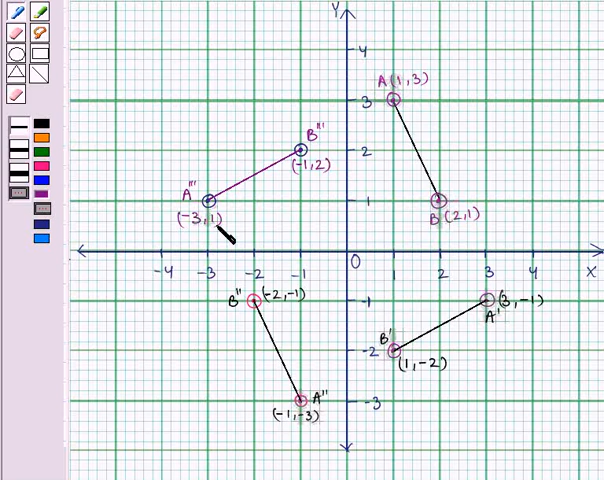 Y
4
A(1,3)
3
B'''
2
(-1,2)
A'''
1
(-3,1)
B(2,1)
-4 -3 -2 -1 0 1 2 3 4 X
B'' (-2,-1)
-1
(3,-1)
A'
B'
-2
(1,-2)
A''
-3
(-1,-3)